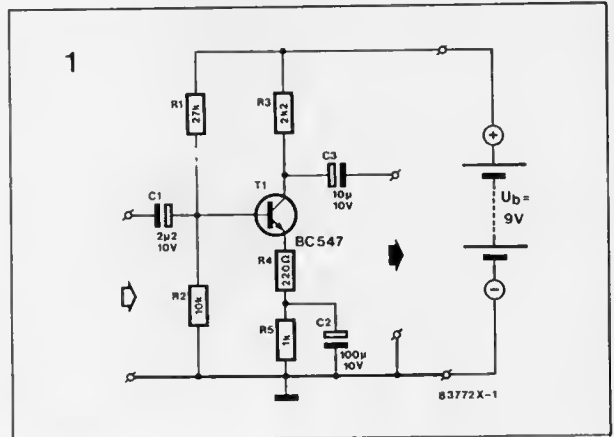 1
R1
27k
R3
2k2
C3
10µ
10V
T1
C1
2µ2
10V
BC547
R4
220Ω
R2
10k
R5
1k
C2
100µ
10V
+
Ub=
9V
−
83772X-1